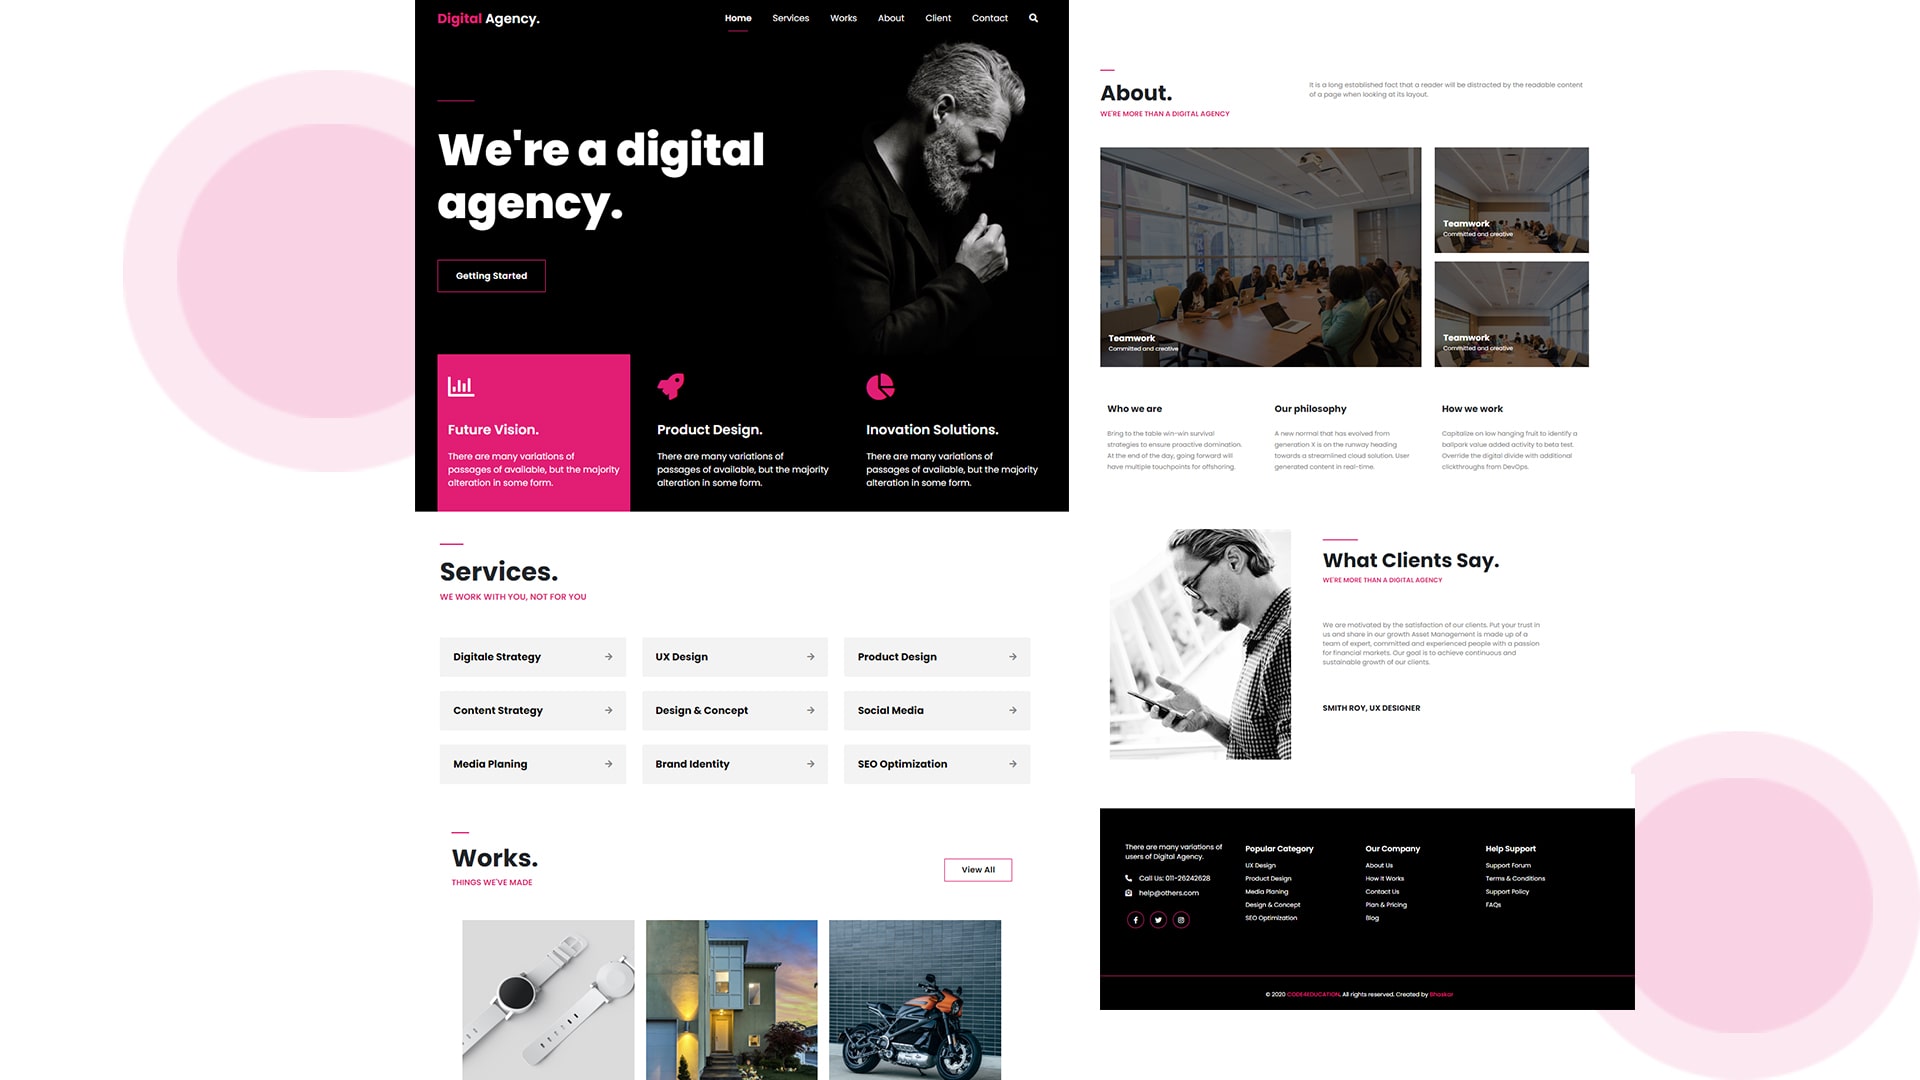 Digital Agency.
Home Services Works About Client Contact
We're a digital
agency.
Getting Started
Future Vision.
There are many variations of
passages of available, but the majority
alteration in some form.
Product Design.
There are many variations of
passages of available, but the majority
alteration in some form.
Inovation Solutions.
There are many variations of
passages of available, but the majority
alteration in some form.
Services.
WE WORK WITH YOU, NOT FOR YOU
Digitale Strategy
UX Design
Product Design
Content Strategy
Design & Concept
Social Media
Media Planing
Brand Identity
SEO Optimization
Works.
THINGS WE'VE MADE
View All
About.
WE'RE MORE THAN A DIGITAL AGENCY
It is a long established fact that a reader will be distracted by the readable content
of a page when looking at its layout.
Teamwork
Committed and creative
Teamwork
Committed and creative
Teamwork
Committed and creative
Who we are
Bring to the table win-win survival
strategies to ensure proactive domination.
At the end of the day, going forward will
have multiple touchpoints for offshoring.
Our philosophy
A new normal that has evolved from
generation X is on the runway heading
towards a streamlined cloud solution. User
generated content in real-time.
How we work
Capitalize on low hanging fruit to identify a
ballpark value added activity to beta test.
Override the digital divide with additional
clickthroughs from DevOps.
What Clients Say.
WE'RE MORE THAN A DIGITAL AGENCY
We are motivated by the satisfaction of our clients. Put your trust in
us and share in our growth Asset Management is made up of a
team of expert, committed and experienced people with a passion
for financial markets. Our goal is to achieve continuous and
sustainable growth of our clients.
SMITH ROY, UX DESIGNER
There are many variations of
users of Digital Agency.
Call Us: 011-26242628
help@others.com
Popular Category
UX Design
Product Design
Media Planing
Design & Concept
SEO Optimization
Our Company
About Us
How It Works
Contact Us
Plan & Pricing
Blog
Help Support
Support Forum
Terms & Conditions
Support Policy
FAQs
© 2020 CODE4EDUCATION. All rights reserved. Created by Bhaskar